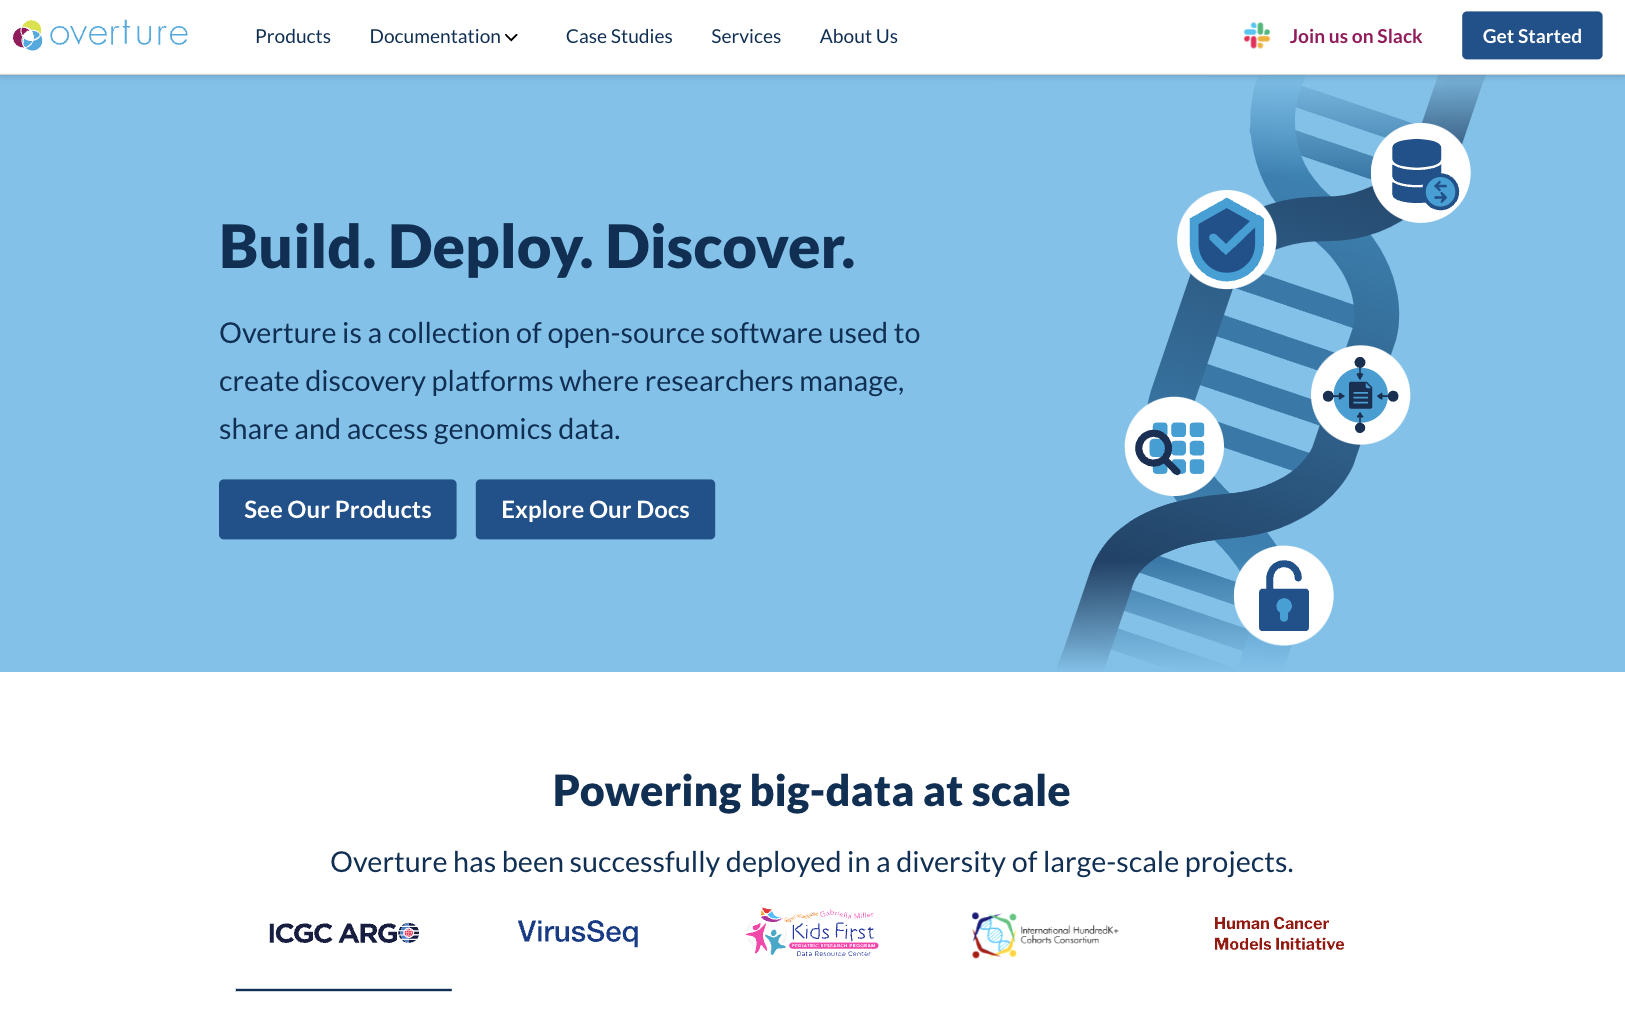 overture
Products
Documentation
Case Studies
Services
About Us
Join us on Slack
Get Started
Build. Deploy. Discover.
Overture is a collection of open-source software used to
create discovery platforms where researchers manage,
share and access genomics data.
See Our Products
Explore Our Docs
Powering big-data at scale
Overture has been successfully deployed in a diversity of large-scale projects.
ICGC ARGO
VirusSeq
Gabriella Miller
Kids First
PEDIATRIC RESEARCH PROGRAM
Data Resource Center
International HundredK+
Cohorts Consortium
Human Cancer
Models Initiative